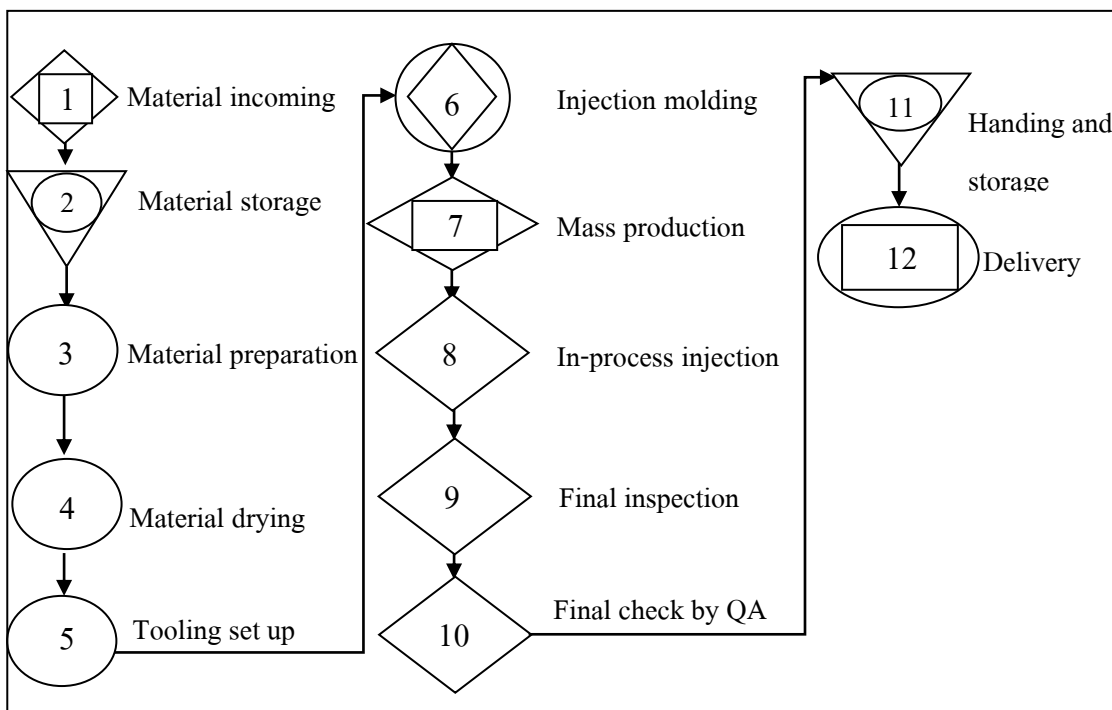 1
Material incoming
2
Material storage
3
Material preparation
4
Material drying
5
Tooling set up
6
Injection molding
7
Mass production
8
In-process injection
9
Final inspection
10
Final check by QA
11
Handing and
storage
12
Delivery